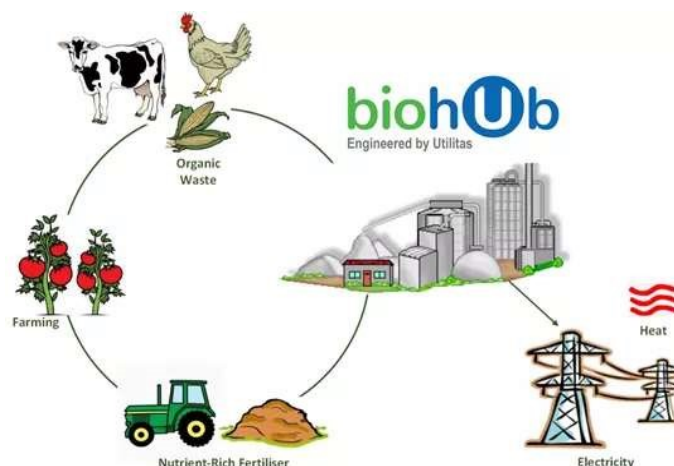 biohUb
Engineered by Utilitas
Organic
Waste
Farming
Heat
Nutrient-Rich Fertiliser
Electricity